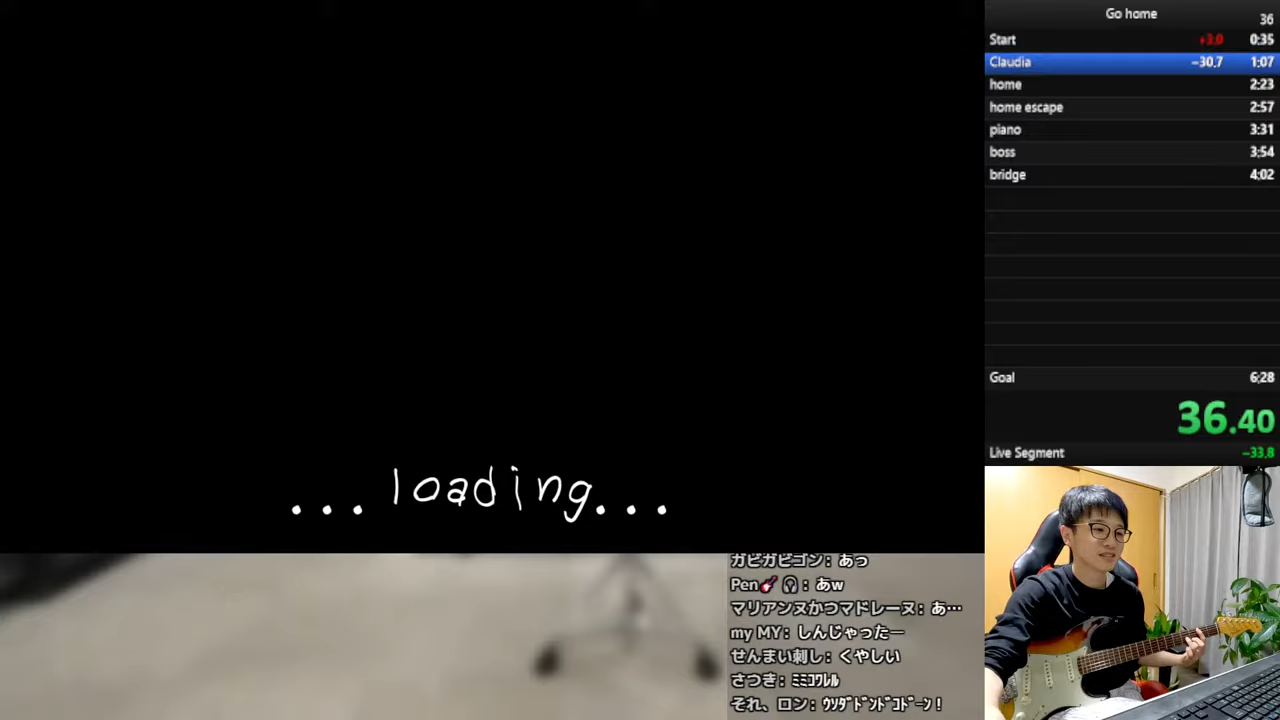 Go home
36
Start +3.0 0:35
Claudia −30.7 1:07
home 2:23
home escape 2:57
piano 3:31
boss 3:54
bridge 4:02
Goal 6:28
36.40
Live Segment −33.8
...loading...
ガビガビゴン: あっ
Pen🎸🎧: あw
マリアンヌかつマドレーヌ: あ…
my MY: しんじゃったー
せんまい刺し: くやしい
さつき: ﾐﾐｺﾜﾚﾙ
それ、ロン: ｳﾘﾀﾞﾄﾞﾝﾄﾞｺﾄﾞｰﾝ!